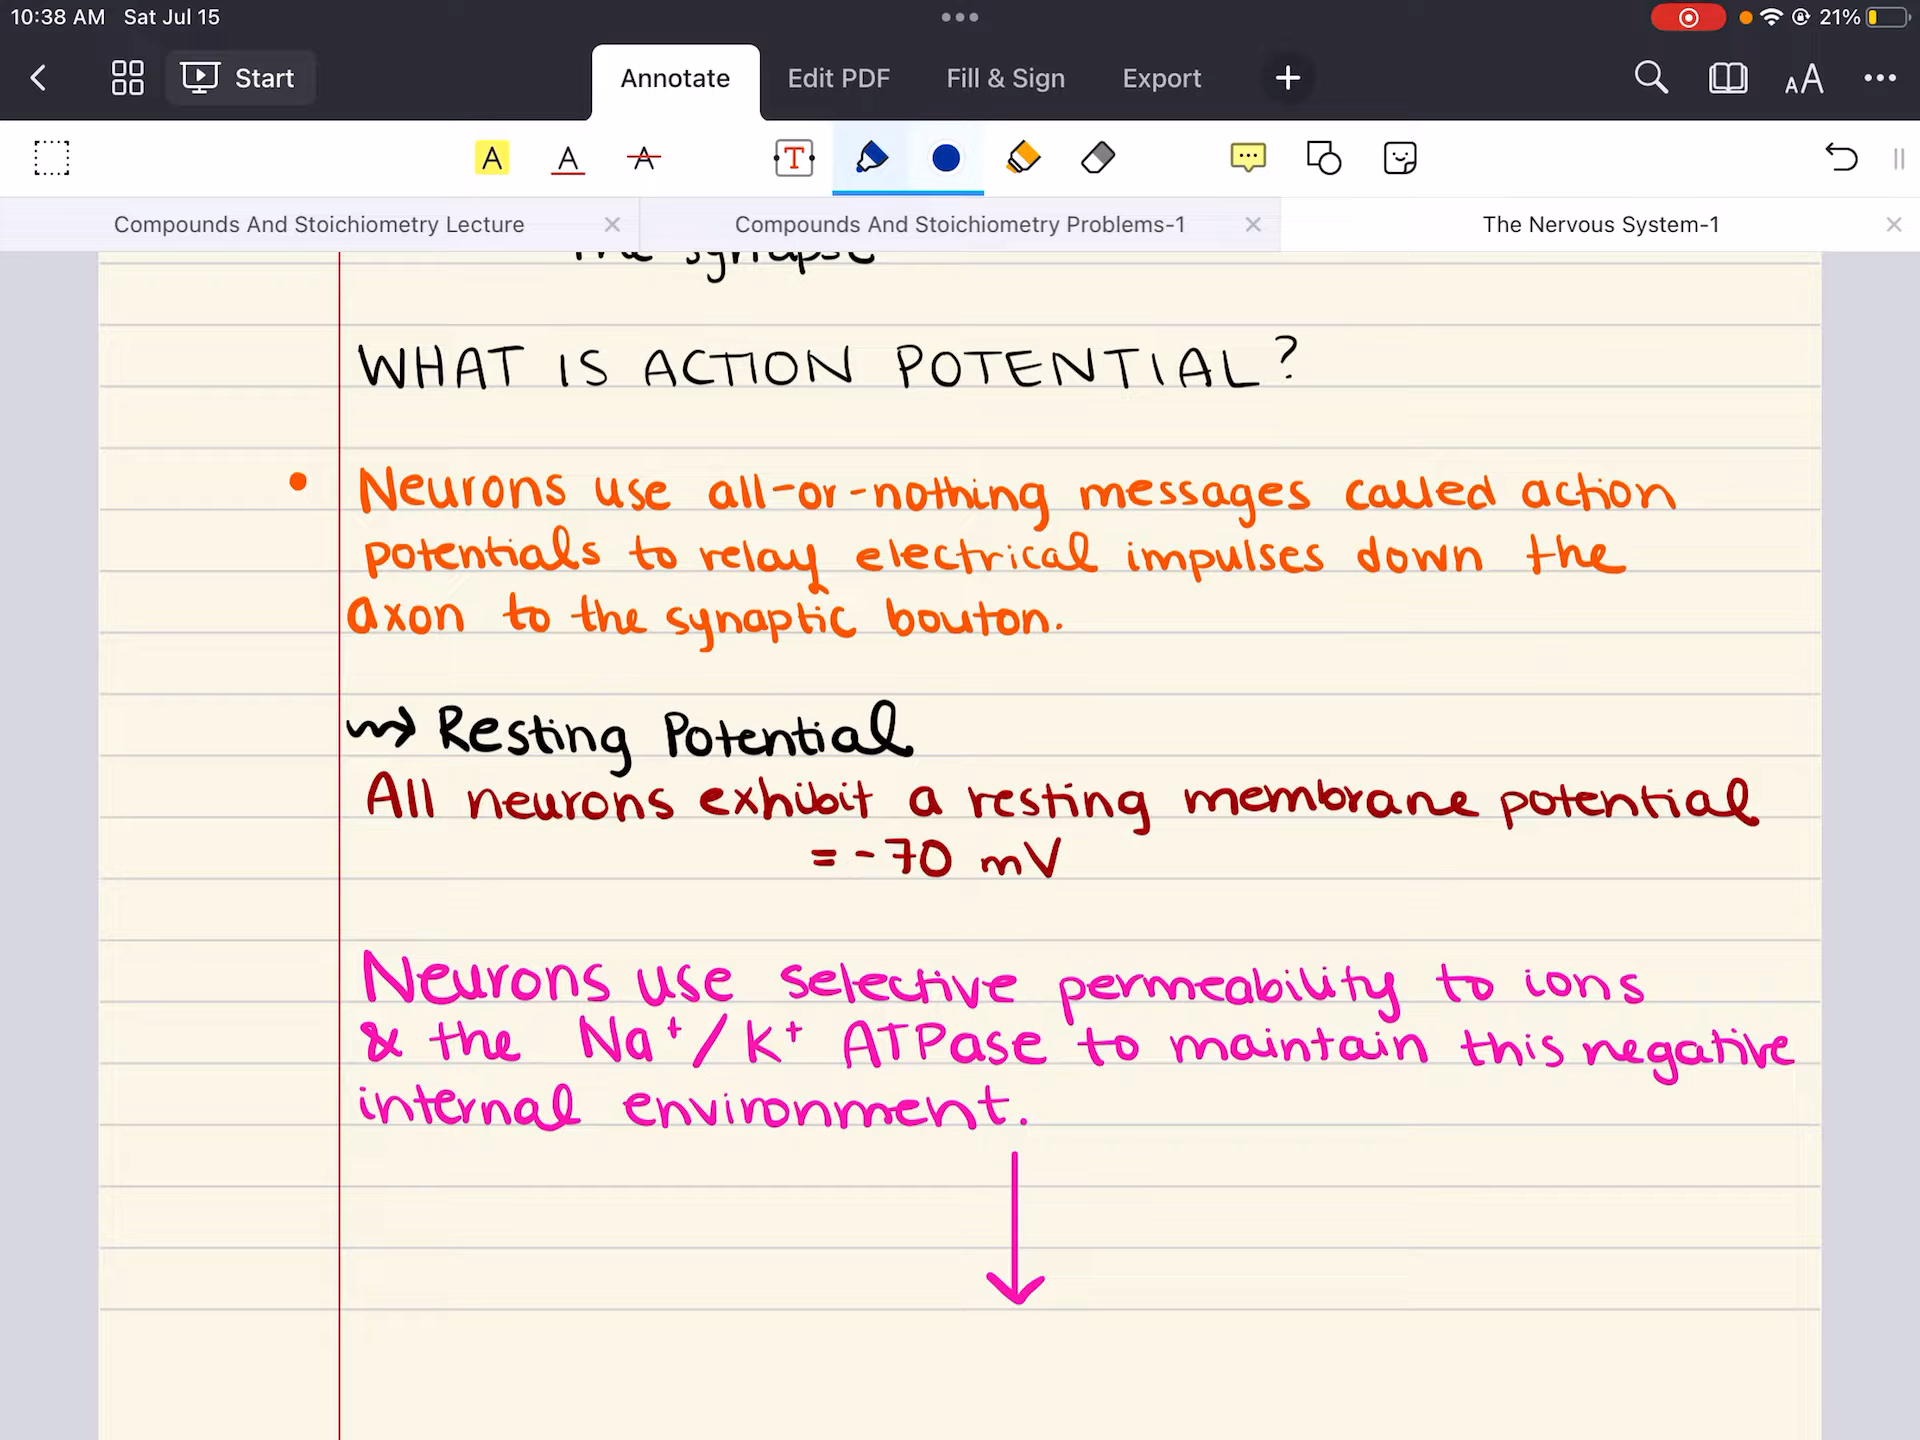 10:38 AM Sat Jul 15
21%
Start
Annotate
Edit PDF
Fill & Sign
Export
Compounds And Stoichiometry Lecture
Compounds And Stoichiometry Problems-1
The Nervous System-1
the synapse
WHAT IS ACTION POTENTIAL?
• Neurons use all-or-nothing messages called action
potentials to relay electrical impulses down the
axon to the synaptic bouton.
Resting Potential
All neurons exhibit a resting membrane potential
= -70 mV
Neurons use selective permeability to ions
& the Na⁺/K⁺ ATPase to maintain this negative
internal environment.